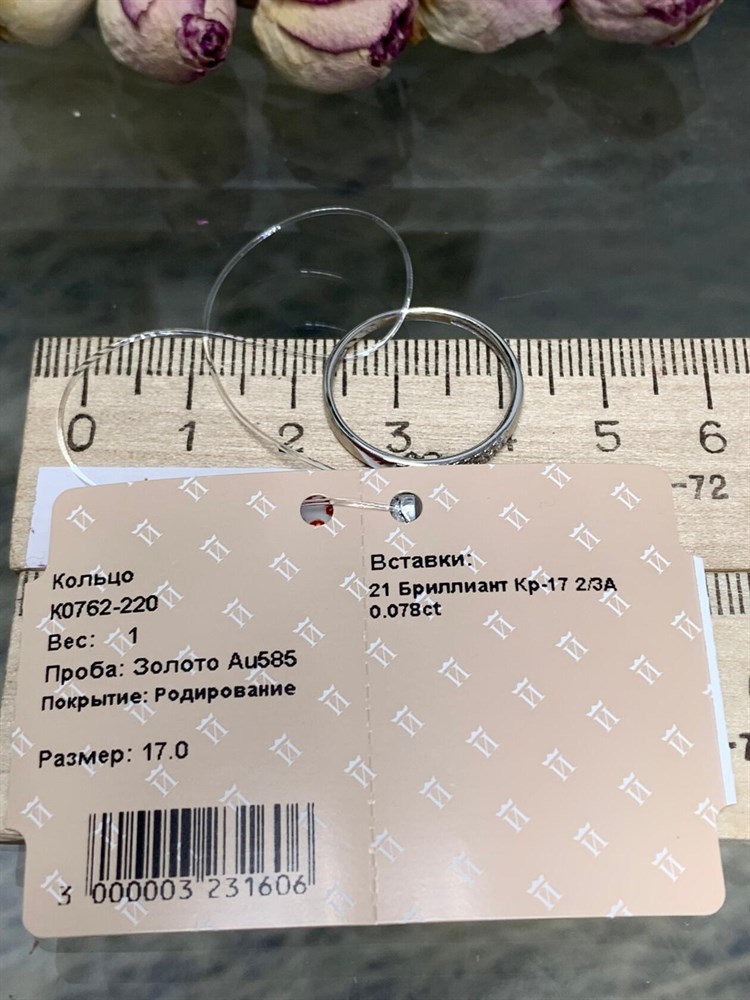 0 1 2 3 5 6
-72
Кольцо
К0762-220
Вес: 1
Проба: Золото Au585
Покрытие: Родирование
Размер: 17.0
3 000003 231606
Вставки:
21 Бриллиант Кр-17 2/3А
0.078ct